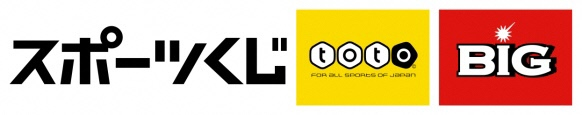 スポーツくじ
toto
FOR ALL SPORTS OF JAPAN
BIG